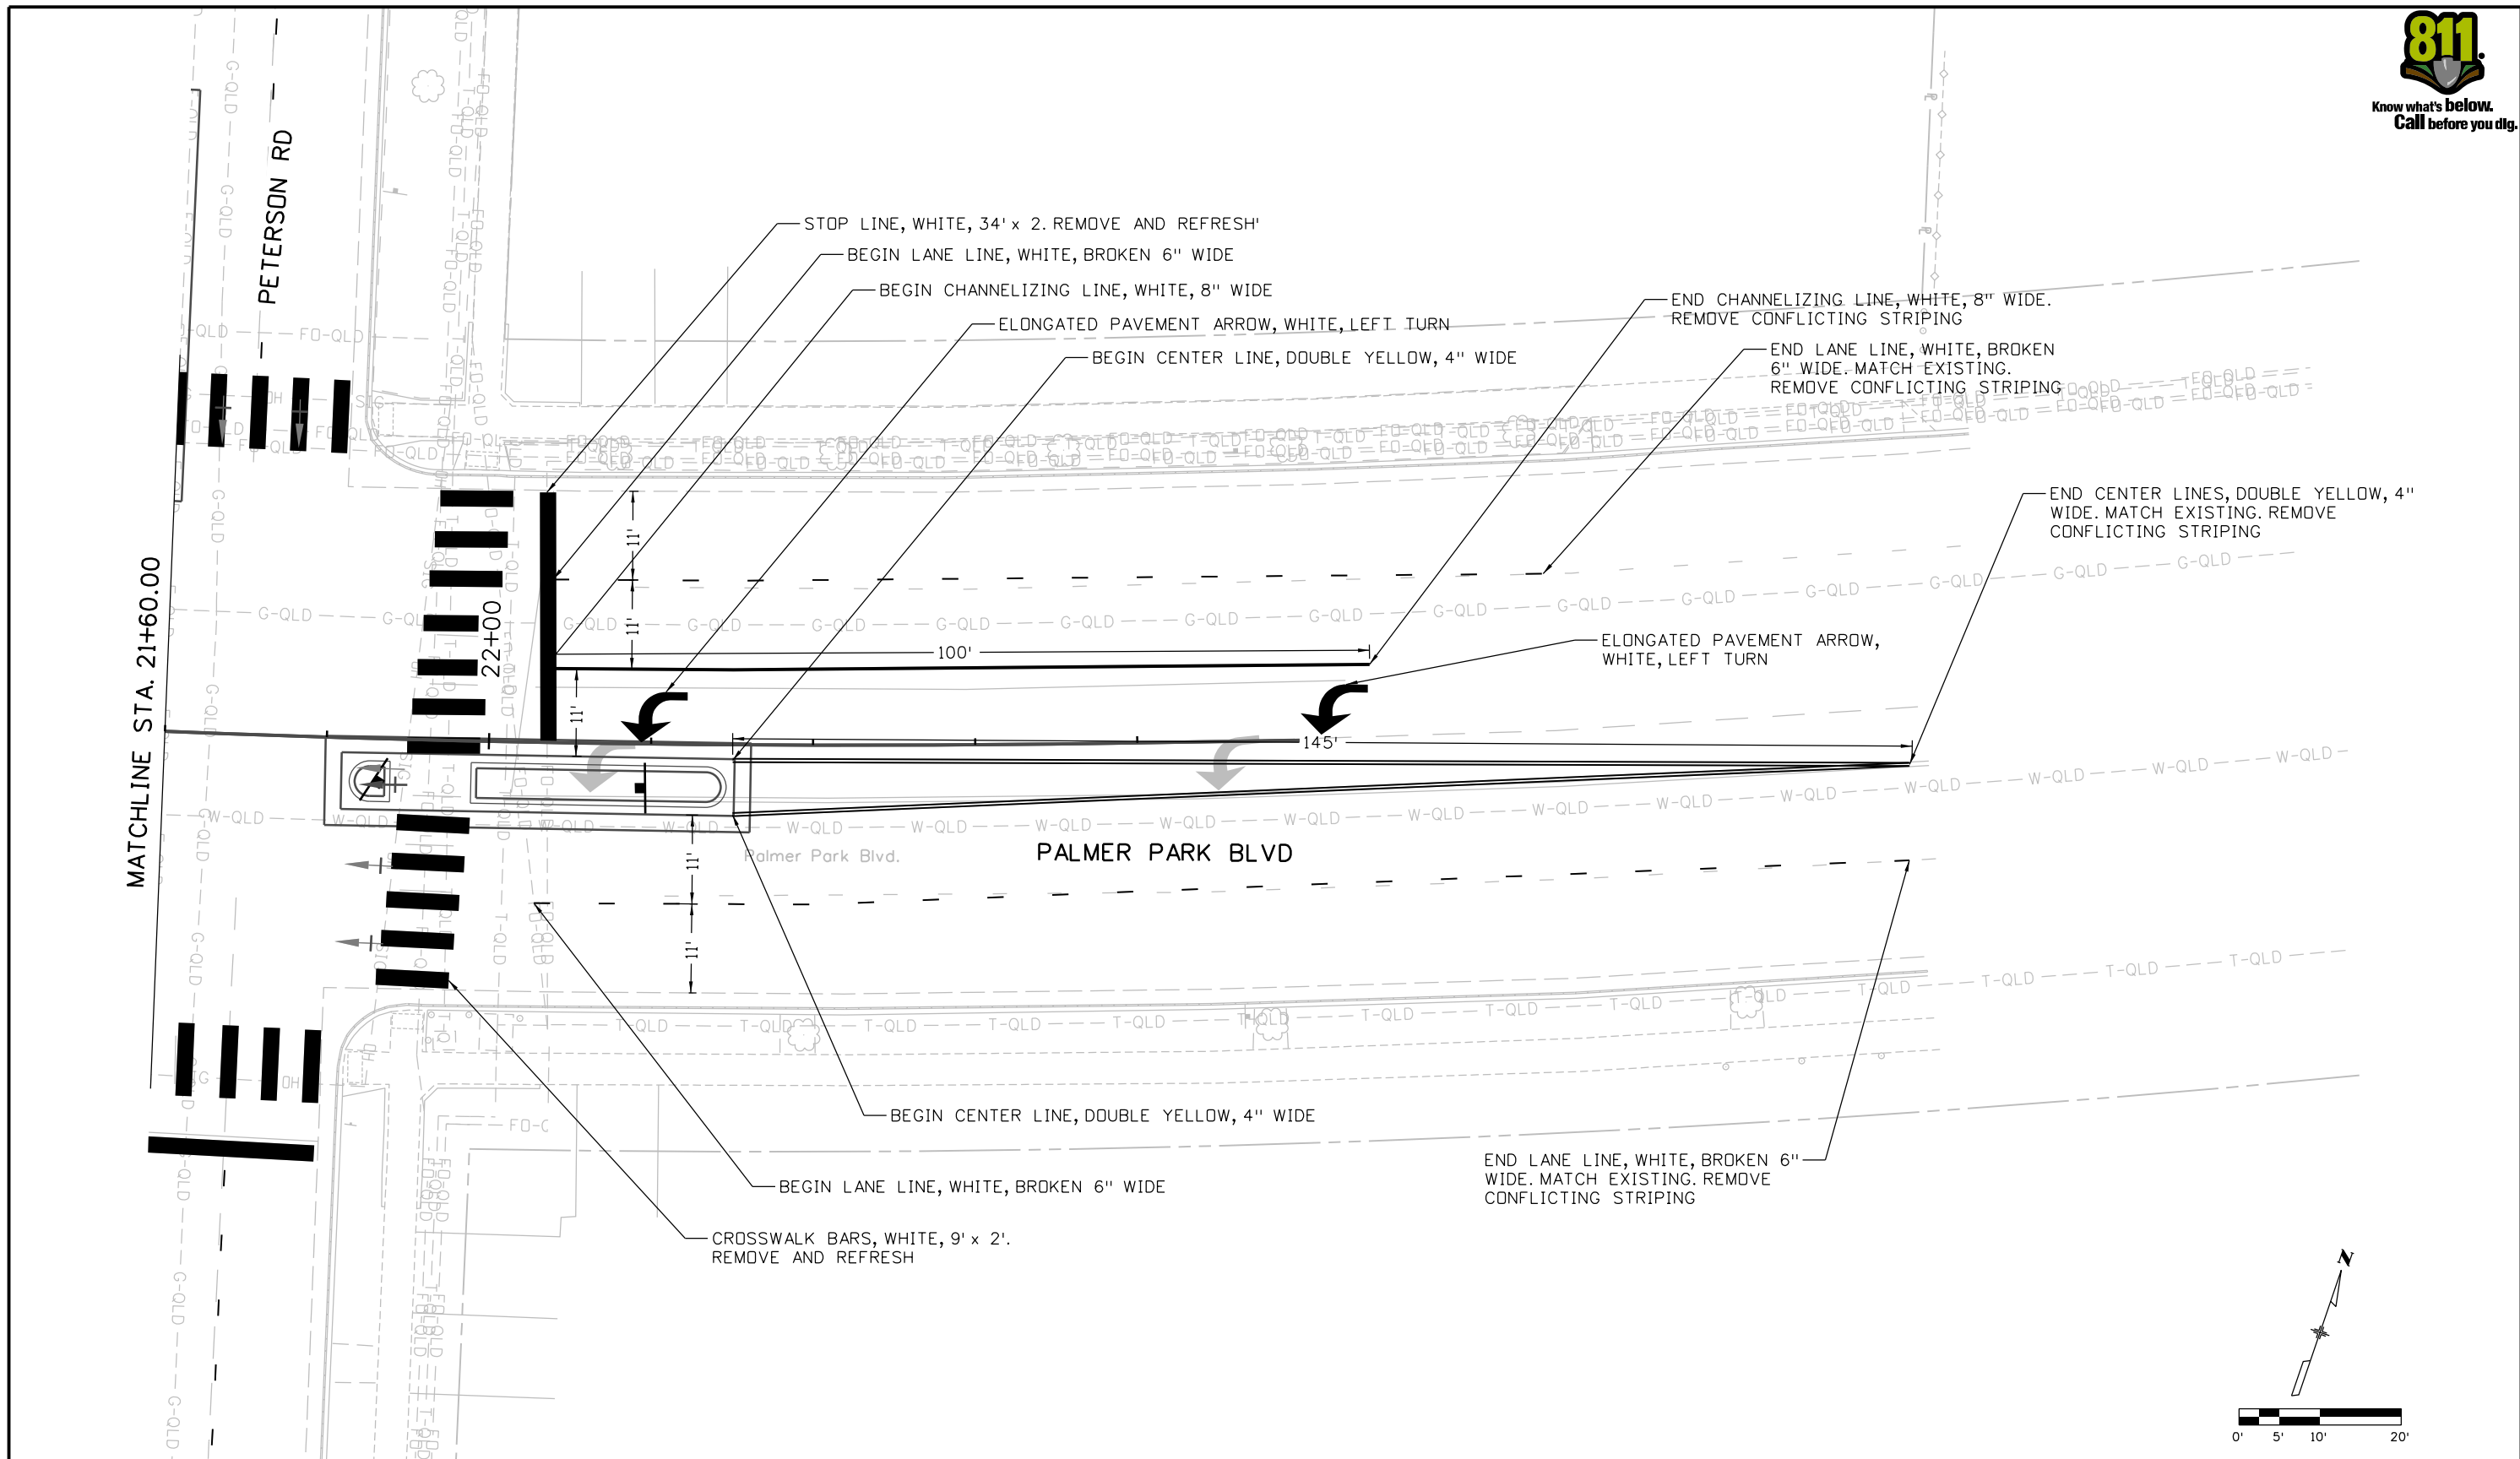 811.
Know what's below.
Call before you dig.
PETERSON RD
STOP LINE, WHITE, 34' x 2. REMOVE AND REFRESH'
BEGIN LANE LINE, WHITE, BROKEN 6" WIDE
BEGIN CHANNELIZING LINE, WHITE, 8" WIDE
ELONGATED PAVEMENT ARROW, WHITE, LEFT TURN
BEGIN CENTER LINE, DOUBLE YELLOW, 4" WIDE
END CHANNELIZING LINE, WHITE, 8" WIDE.
REMOVE CONFLICTING STRIPING
END LANE LINE, WHITE, BROKEN
6" WIDE. MATCH EXISTING.
REMOVE CONFLICTING STRIPING
END CENTER LINES, DOUBLE YELLOW, 4"
WIDE. MATCH EXISTING. REMOVE
CONFLICTING STRIPING
11'
11'
11'
100'
ELONGATED PAVEMENT ARROW,
WHITE, LEFT TURN
MATCHLINE STA. 21+60.00
22+00
145'
Palmer Park Blvd.
PALMER PARK BLVD
11'
11'
G-QLD
W-QLD
T-QLD
FO-QLD
SIG
OH
BEGIN CENTER LINE, DOUBLE YELLOW, 4" WIDE
BEGIN LANE LINE, WHITE, BROKEN 6" WIDE
END LANE LINE, WHITE, BROKEN 6"
WIDE. MATCH EXISTING. REMOVE
CONFLICTING STRIPING
CROSSWALK BARS, WHITE, 9' x 2'.
REMOVE AND REFRESH
N
0' 5' 10' 20'